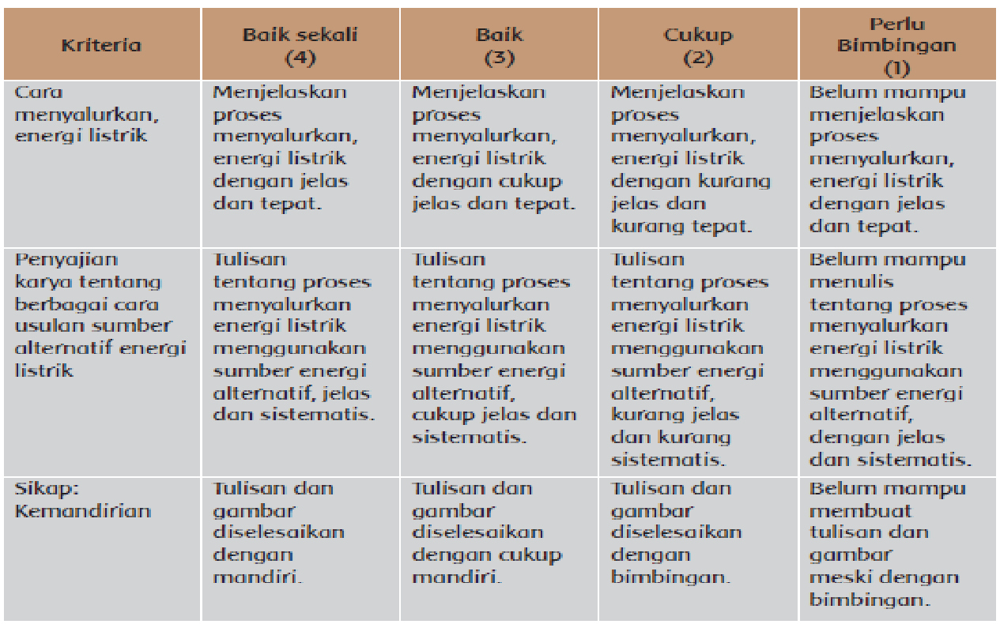 Kriteria
Baik sekali
(4)
Baik
(3)
Cukup
(2)
Perlu
Bimbingan
(1)
Cara
menyalurkan,
energi listrik
Menjelaskan
proses
menyalurkan,
energi listrik
dengan jelas
dan tepat.
Menjelaskan
proses
menyalurkan,
energi listrik
dengan cukup
jelas dan tepat.
Menjelaskan
proses
menyalurkan,
energi listrik
dengan kurang
jelas dan
kurang tepat.
Belum mampu
menjelaskan
proses
menyalurkan,
energi listrik
dengan jelas
dan tepat.
Penyajian
karya tentang
berbagai cara
usulan sumber
alternatif energi
listrik
Tulisan
tentang proses
menyalurkan
energi listrik
menggunakan
sumber energi
alternatif, jelas
dan sistematis.
Tulisan
tentang proses
menyalurkan
energi listrik
menggunakan
sumber energi
alternatif,
cukup jelas dan
sistematis.
Tulisan
tentang proses
menyalurkan
energi listrik
menggunakan
sumber energi
alternatif,
kurang jelas
dan kurang
sistematis.
Belum mampu
menulis
tentang proses
menyalurkan
energi listrik
menggunakan
sumber energi
alternatif,
dengan jelas
dan sistematis.
Sikap:
Kemandirian
Tulisan dan
gambar
diselesaikan
dengan
mandiri.
Tulisan dan
gambar
diselesaikan
dengan cukup
mandiri.
Tulisan dan
gambar
diselesaikan
dengan
bimbingan.
Belum mampu
membuat
tulisan dan
gambar
meski dengan
bimbingan.